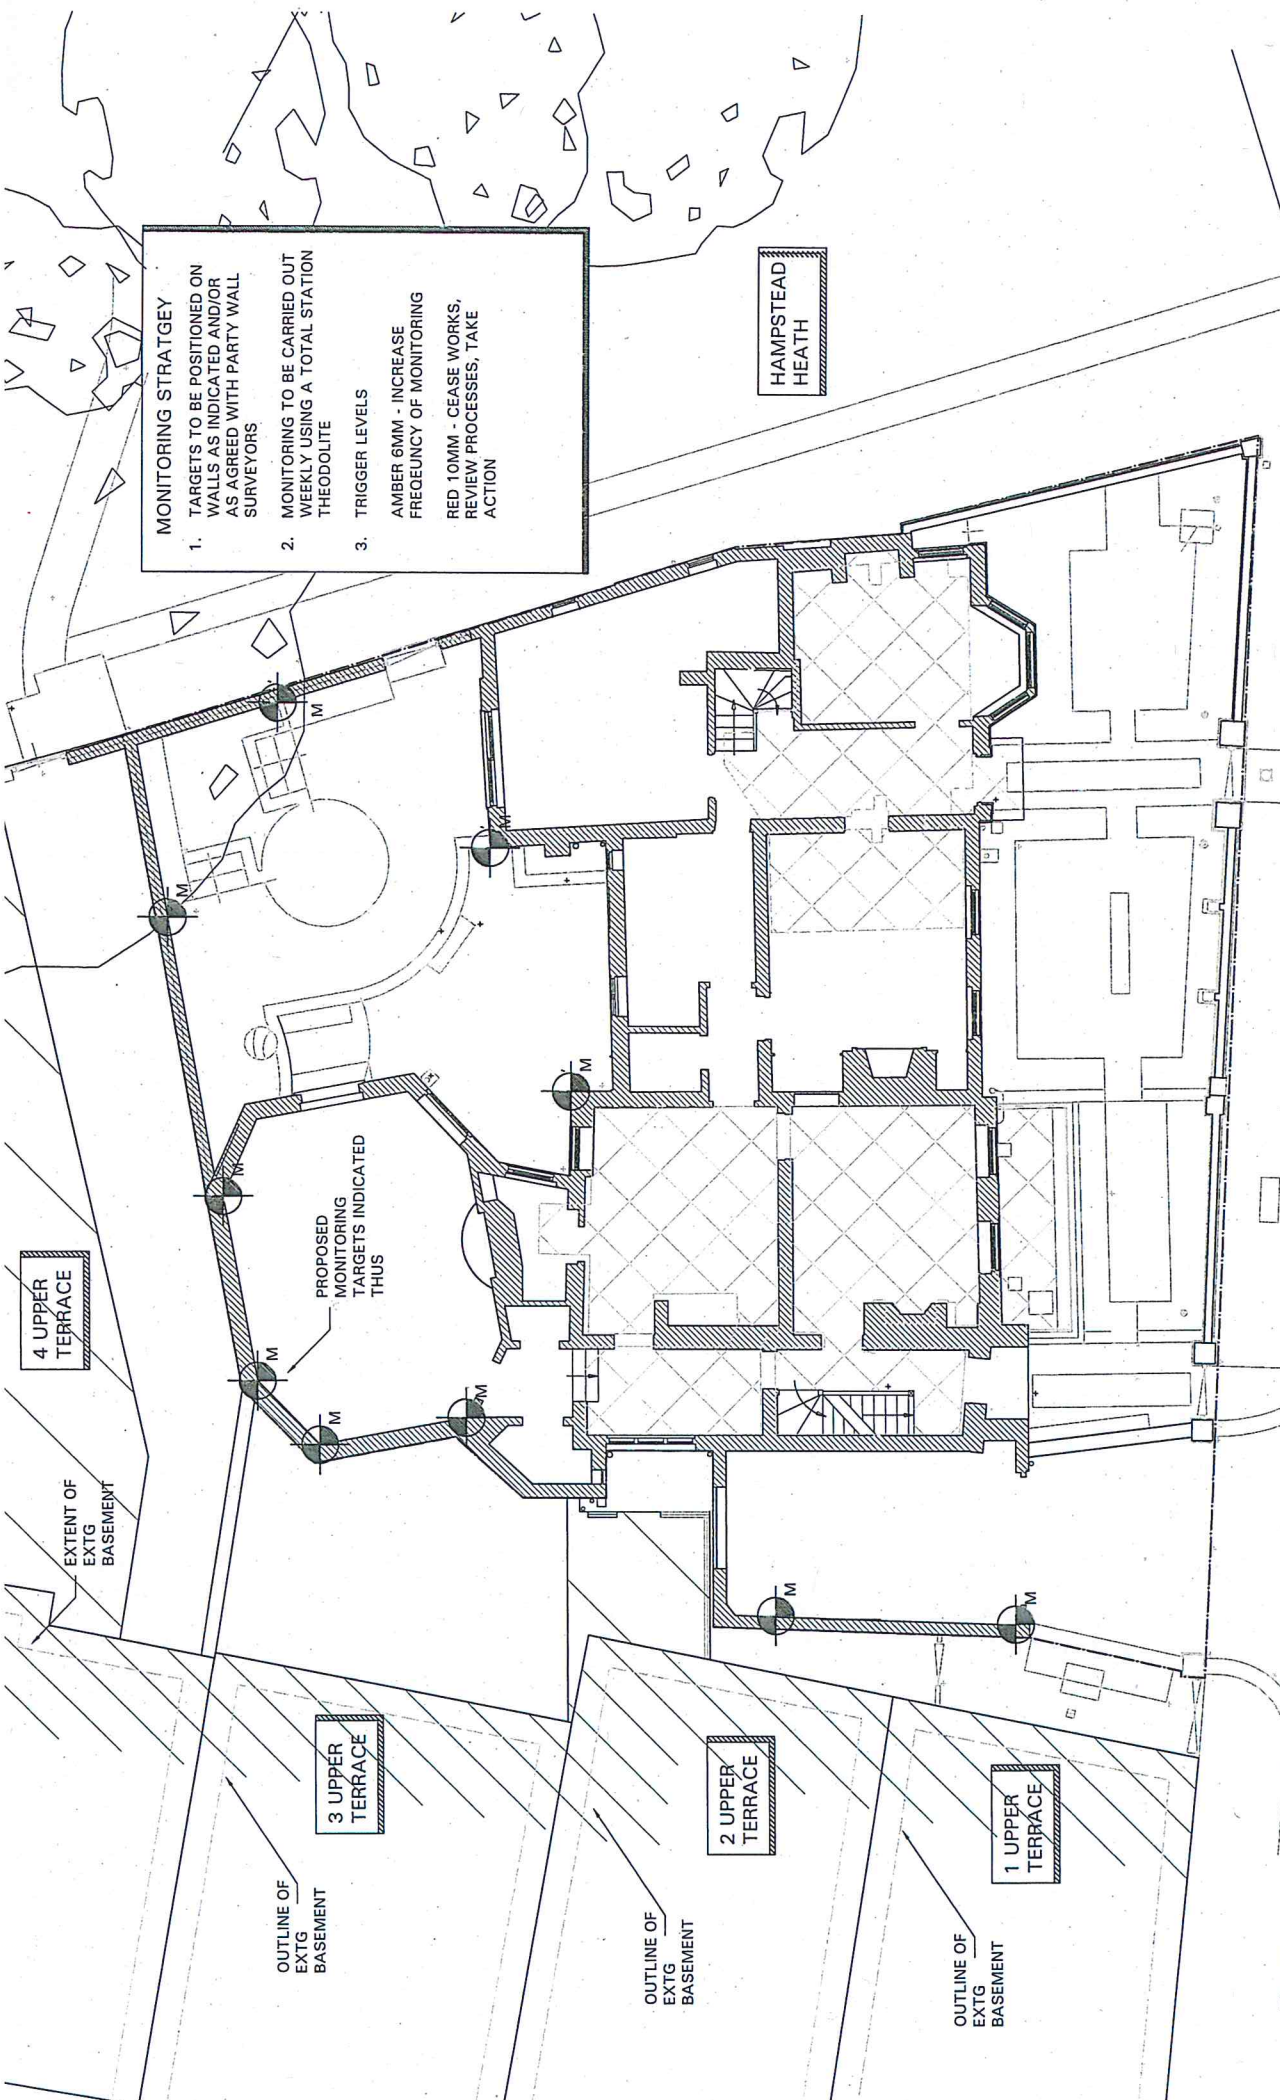 4 UPPER
TERRACE
EXTENT OF
EXTG
BASEMENT
MONITORING STRATGEY
1. TARGETS TO BE POSITIONED ON
WALLS AS INDICATED AND/OR
AS AGREED WITH PARTY WALL
SURVEYORS
2. MONITORING TO BE CARRIED OUT
WEEKLY USING A TOTAL STATION
THEODOLITE
3. TRIGGER LEVELS
AMBER 6MM - INCREASE
FREQEUNCY OF MONITORING
RED 10MM - CEASE WORKS,
REVIEW PROCESSES, TAKE
ACTION
M
M
M
M
M
PROPOSED
MONITORING
TARGETS INDICATED
THUS
OUTLINE OF
EXTG
BASEMENT
3 UPPER
TERRACE
M
M
M
OUTLINE OF
EXTG
BASEMENT
2 UPPER
TERRACE
M
HAMPSTEAD
HEATH
OUTLINE OF
EXTG
BASEMENT
1 UPPER
TERRACE
M